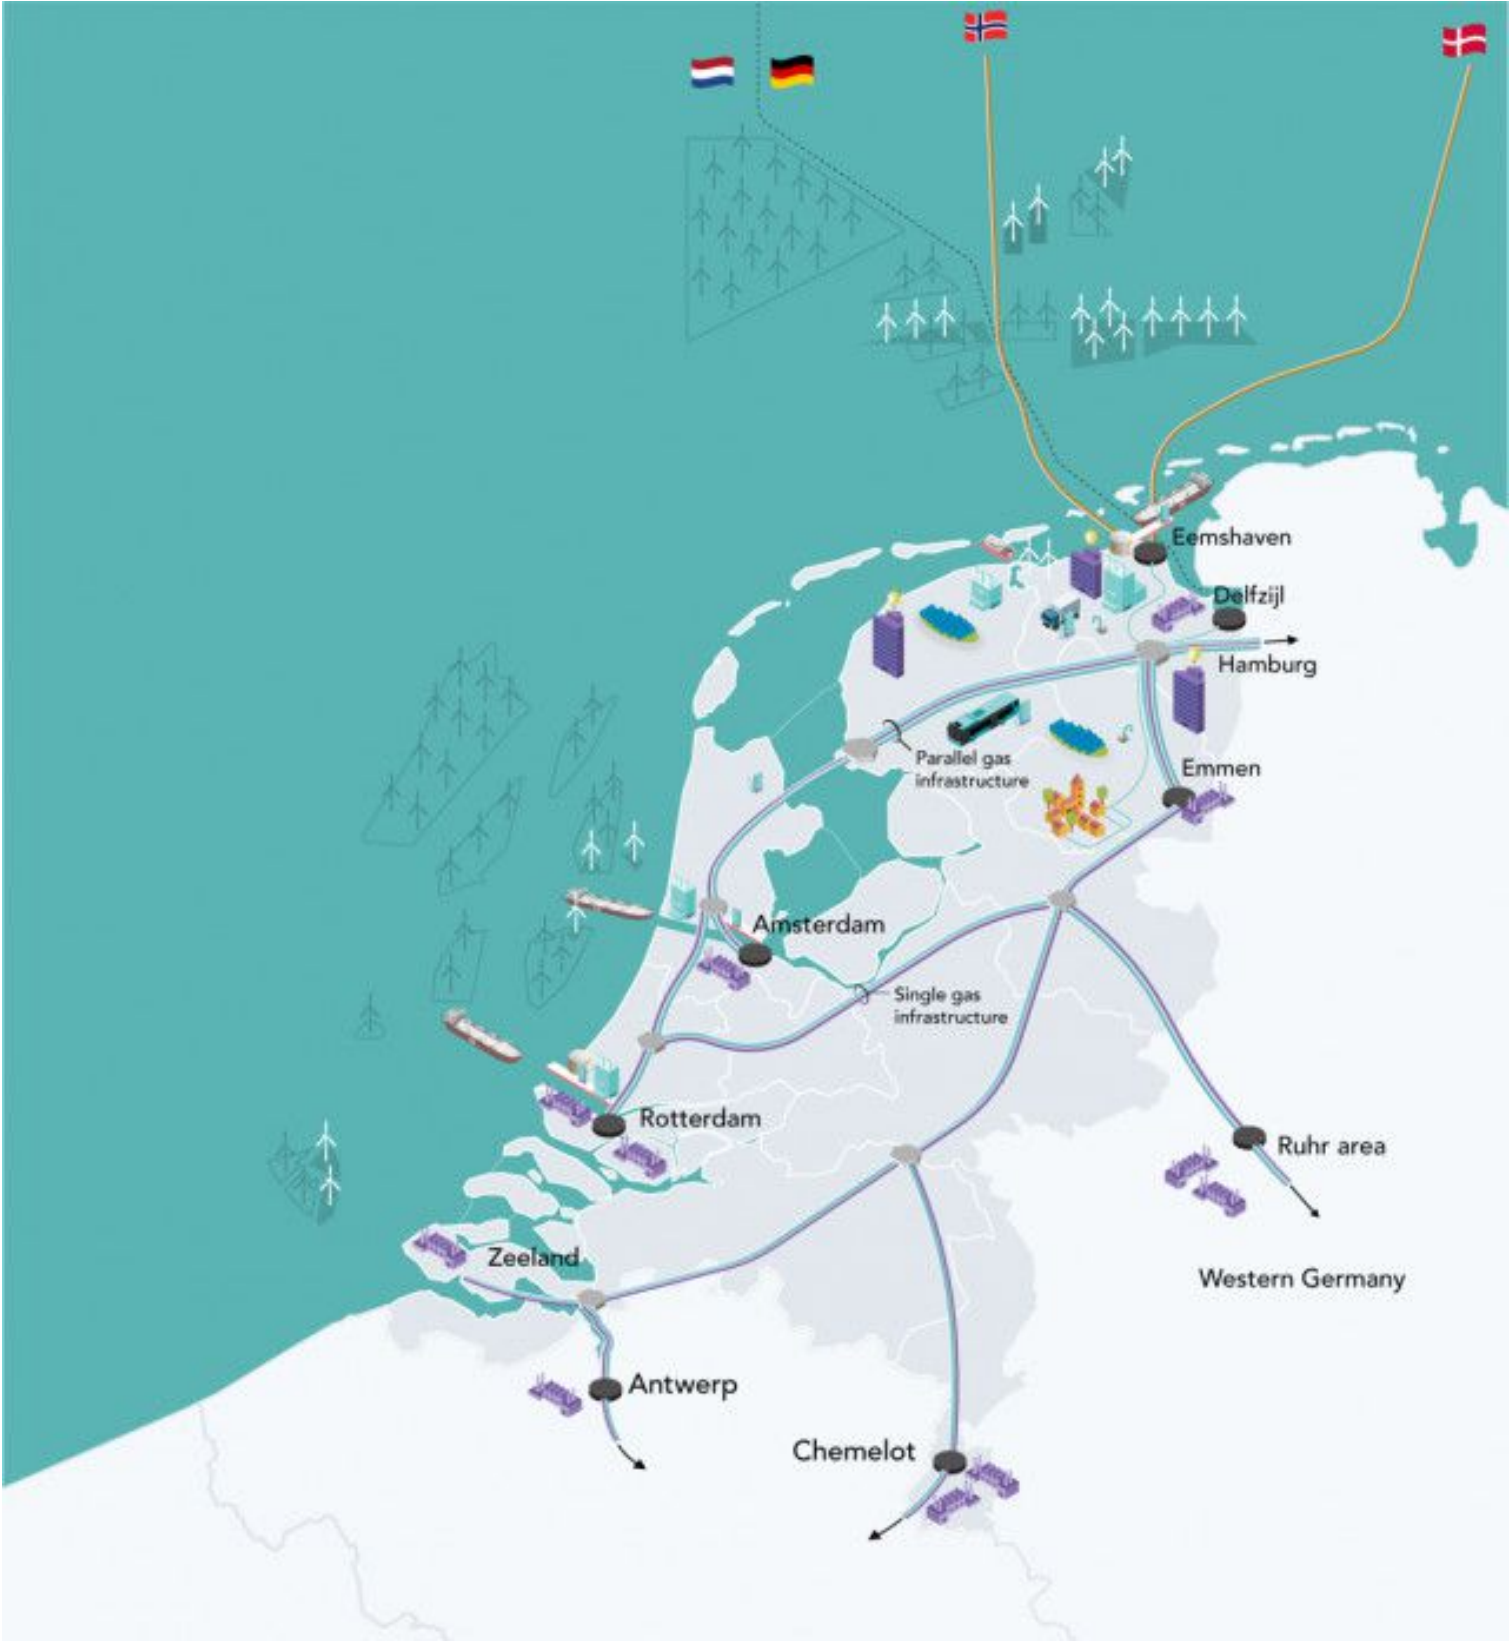 Eemshaven
Delfzijl
Hamburg
Parallel gas
infrastructure
Emmen
Amsterdam
Single gas
infrastructure
Rotterdam
Ruhr area
Zeeland
Western Germany
Antwerp
Chemelot